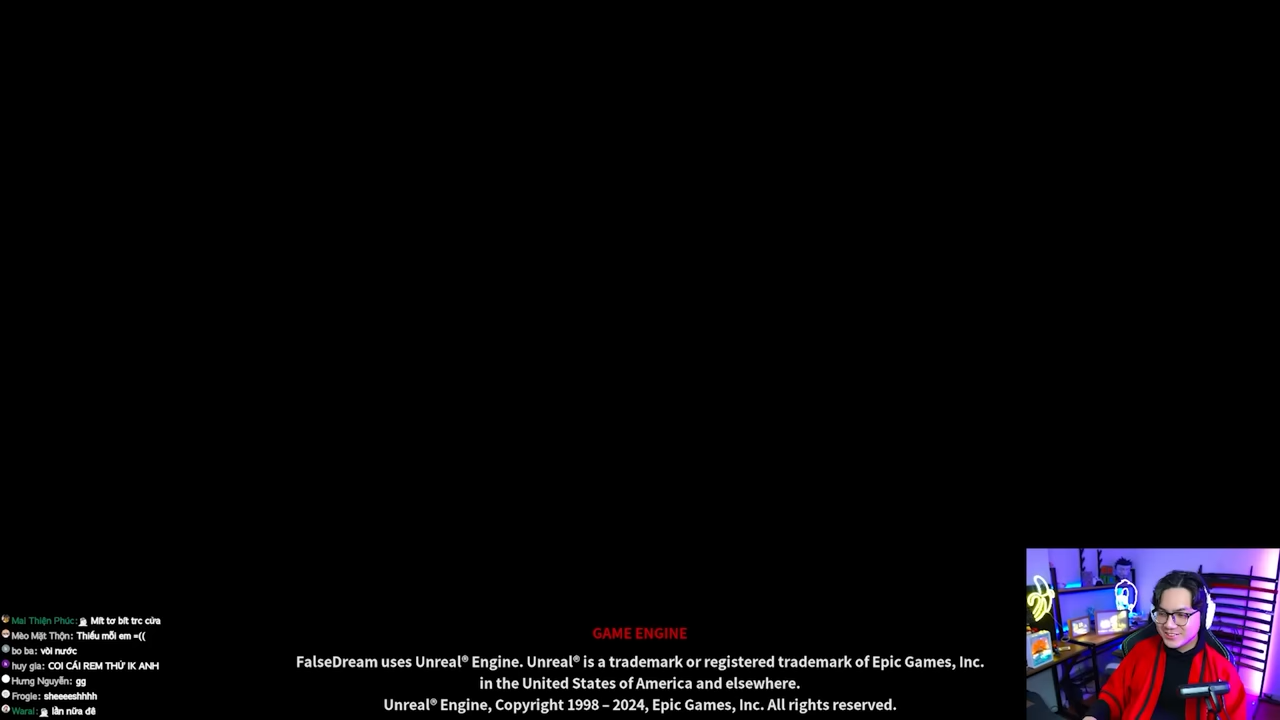 Mai Thiện Phúc: Mít tơ bít trc cửa
Mèo Mặt Thộn: Thiếu mỗi em =((
bo ba: vòi nước
huy gia: COI CÁI REM THỬ IK ANH
Hưng Nguyễn: gg
Frogie: sheeeeshhhh
Waral: lần nữa đê
GAME ENGINE
FalseDream uses Unreal® Engine. Unreal® is a trademark or registered trademark of Epic Games, Inc.
in the United States of America and elsewhere.
Unreal® Engine, Copyright 1998 – 2024, Epic Games, Inc. All rights reserved.